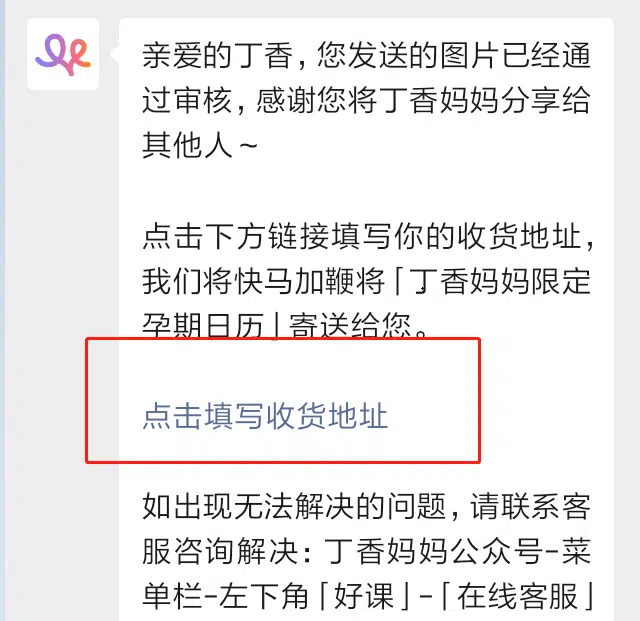 亲爱的丁香，您发送的图片已经通
过审核，感谢您将丁香妈妈分享给
其他人～
点击下方链接填写你的收货地址，
我们将快马加鞭将「丁香妈妈限定
孕期日历」寄送给您。
点击填写收货地址
如出现无法解决的问题，请联系客
服咨询解决：丁香妈妈公众号-菜
单栏-左下角「好课」-「在线客服」